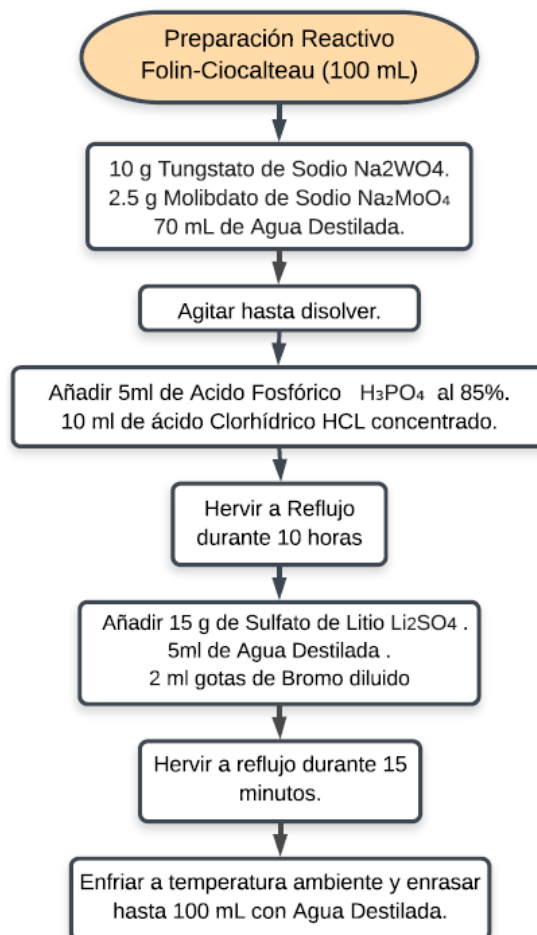 Preparación Reactivo
Folin-Ciocalteau (100 mL)
10 g Tungstato de Sodio Na2WO4.
2.5 g Molibdato de Sodio Na₂MoO₄
70 mL de Agua Destilada.
Agitar hasta disolver.
Añadir 5ml de Acido Fosfórico H₃PO₄ al 85%.
10 ml de ácido Clorhídrico HCL concentrado.
Hervir a Reflujo
durante 10 horas
Añadir 15 g de Sulfato de Litio Li2SO4 .
5ml de Agua Destilada .
2 ml gotas de Bromo diluido
Hervir a reflujo durante 15
minutos.
Enfriar a temperatura ambiente y enrasar
hasta 100 mL con Agua Destilada.